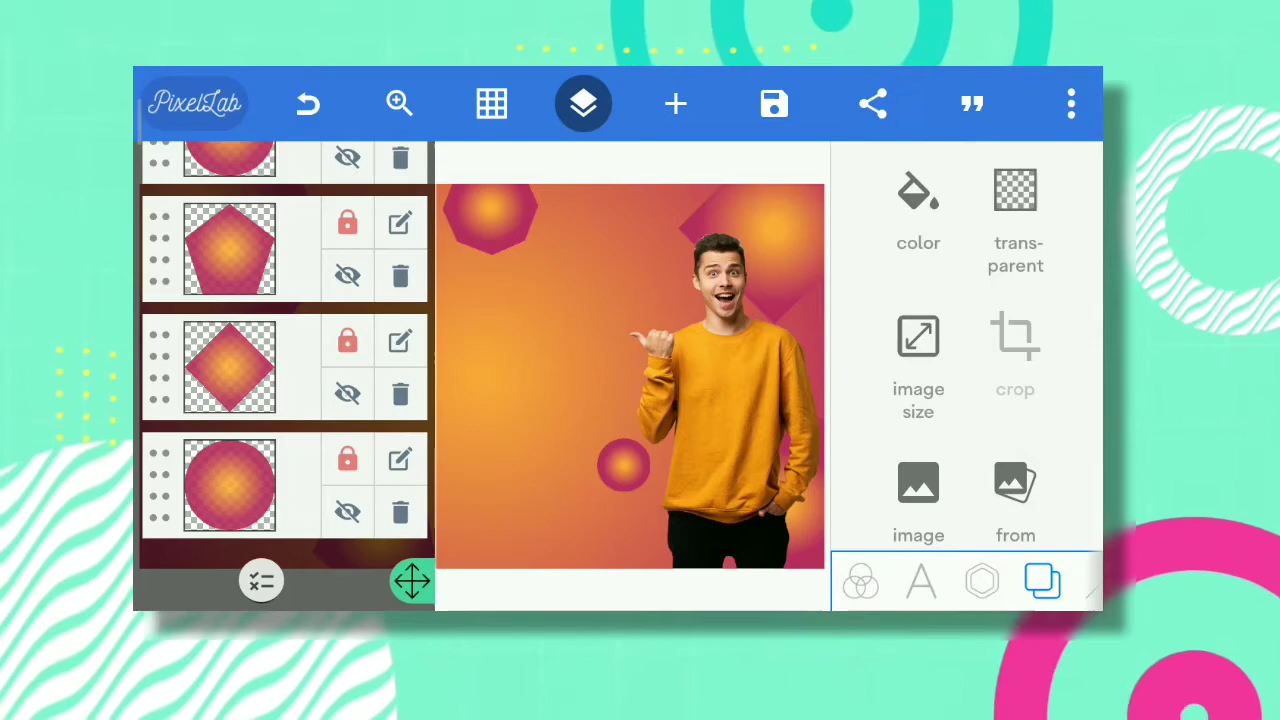 PixelLab
color
trans-
parent
image
size
crop
image
from